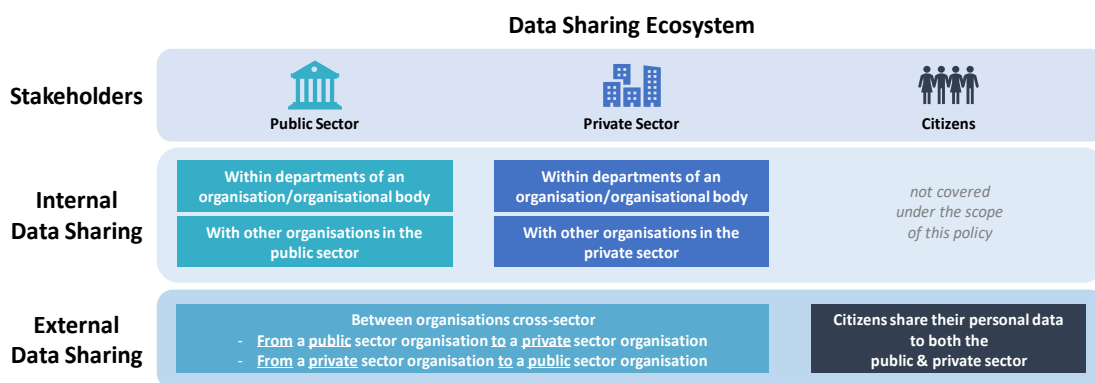 Data Sharing Ecosystem
Stakeholders
Public Sector
Private Sector
Citizens
Internal
Data Sharing
Within departments of an
organisation/organisational body
With other organisations in the
public sector
Within departments of an
organisation/organisational body
With other organisations in the
private sector
not covered
under the scope
of this policy
External
Data Sharing
Between organisations cross-sector
- From a public sector organisation to a private sector organisation
- From a private sector organisation to a public sector organisation
Citizens share their personal data
to both the
public & private sector